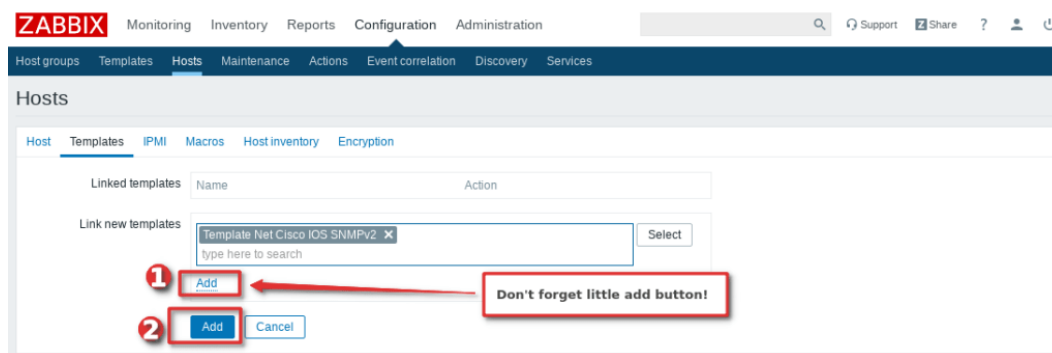 ZABBIX Monitoring Inventory Reports Configuration Administration Support Z Share ?
Host groups Templates Hosts Maintenance Actions Event correlation Discovery Services
Hosts
Host Templates IPMI Macros Host inventory Encryption
Linked templates Name Action
Link new templates
Template Net Cisco IOS SNMPv2 Select
type here to search
1 Add Don't forget little add button!
2 Add Cancel